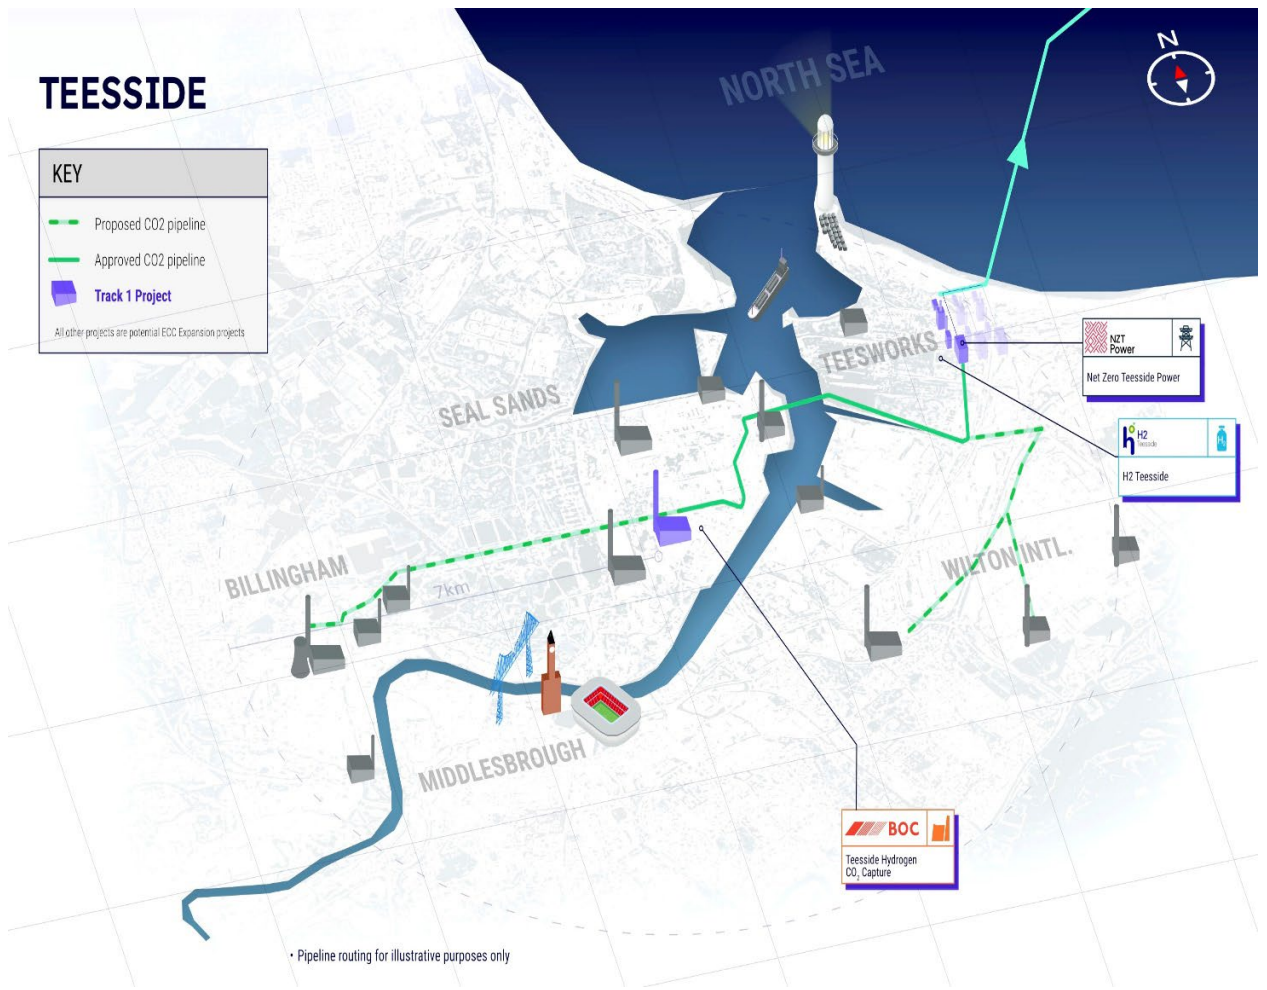 TEESSIDE
KEY
Proposed CO2 pipeline
Approved CO2 pipeline
Track 1 Project
All other projects are potential ECC Expansion projects
NORTH SEA
N
TEESWORKS
SEAL SANDS
NZT
Power
Net Zero Teesside Power
H2
Teesside
H2
H2 Teesside
BILLINGHAM
7km
WILTON INTL.
MIDDLESBROUGH
BOC
Teesside Hydrogen
CO2 Capture
• Pipeline routing for illustrative purposes only